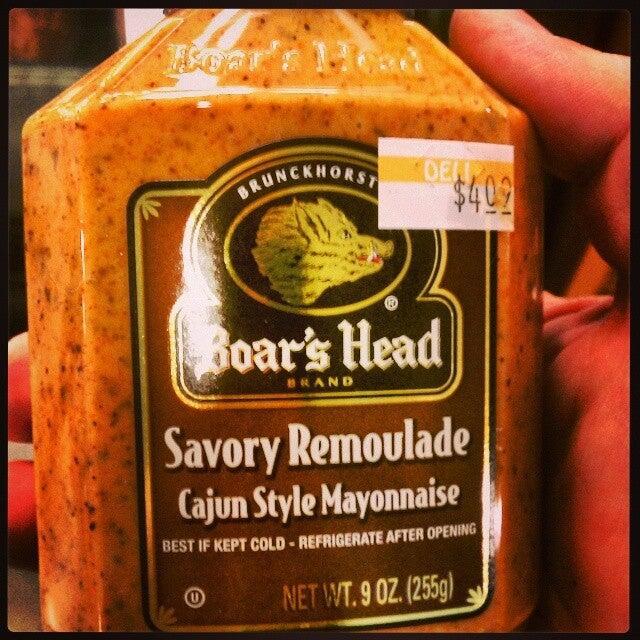 Boar's Head
BRUNCKHORST
DELI
$4.09
®
Boar's Head
BRAND
Savory Remoulade
Cajun Style Mayonnaise
BEST IF KEPT COLD - REFRIGERATE AFTER OPENING
U
NET WT. 9 OZ. (255g)